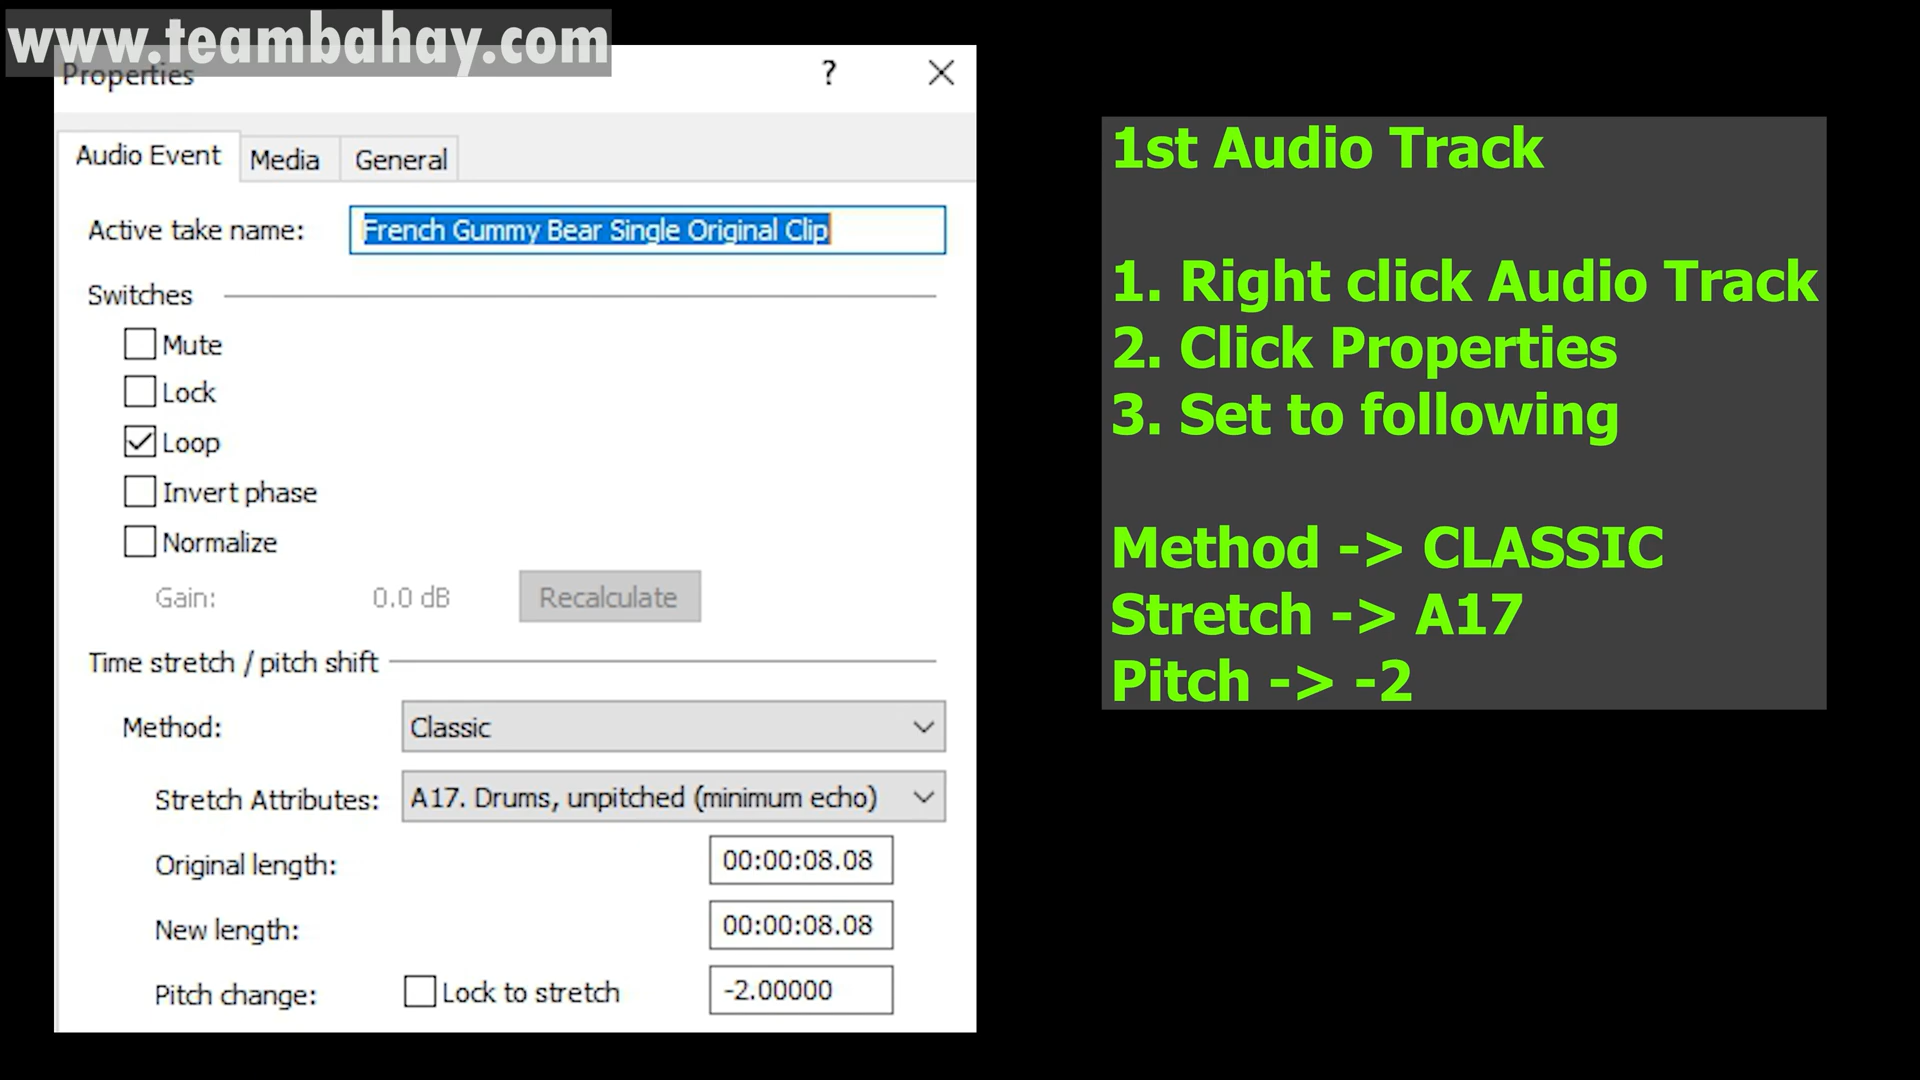 www.teambahay.com
Properties ?
Audio Event Media General
Active take name: French Gummy Bear Single Original Clip
Switches
Mute
Lock
Loop
Invert phase
Normalize
Gain: 0.0 dB Recalculate
Time stretch / pitch shift
Method: Classic
Stretch Attributes: A17. Drums, unpitched (minimum echo)
Original length: 00:00:08.08
New length: 00:00:08.08
Pitch change: Lock to stretch -2.00000
1st Audio Track
1. Right click Audio Track
2. Click Properties
3. Set to following
Method -> CLASSIC
Stretch -> A17
Pitch -> -2